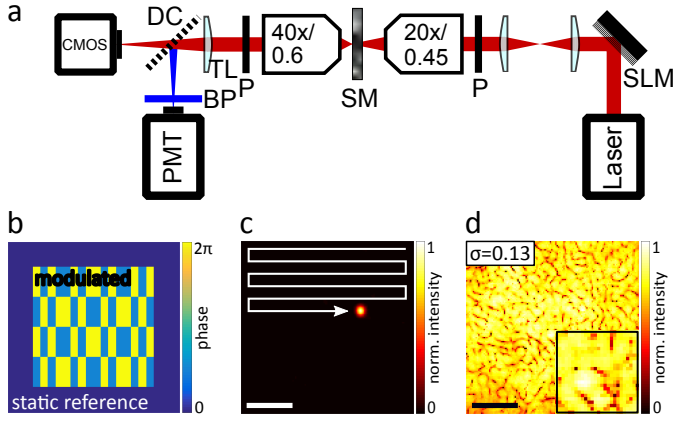 a
CMOS
DC
TL
P
BP
PMT
40x/
0.6
SM
20x/
0.45
P
SLM
Laser
b
modulated
static reference
2π
phase
0
c
1
norm. intensity
0
d
σ=0.13
1
norm. intensity
0